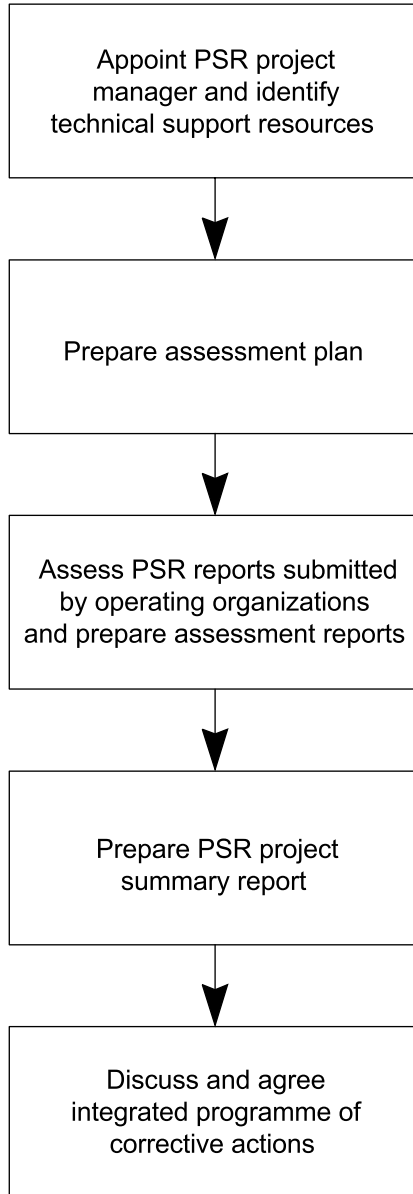 Appoint PSR project
manager and identify
technical support resources
Prepare assessment plan
Assess PSR reports submitted
by operating organizations
and prepare assessment reports
Prepare PSR project
summary report
Discuss and agree
integrated programme of
corrective actions